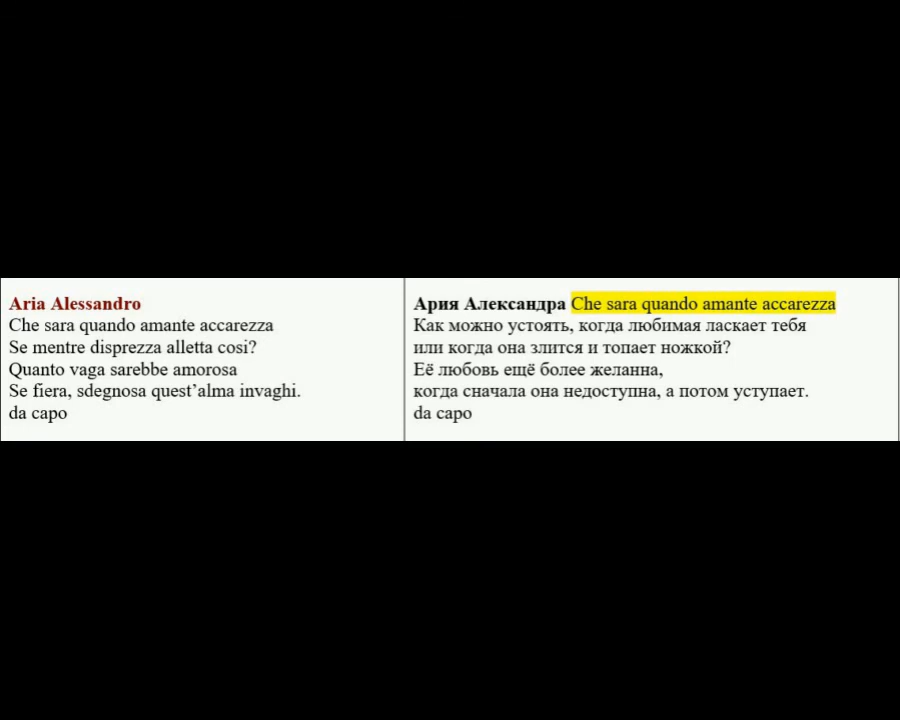 Aria Alessandro
Che sara quando amante accarezza
Se mentre disprezza alletta cosi?
Quanto vaga sarebbe amorosa
Se fiera, sdegnosa quest’alma invaghi.
da capo
Ария Александра Che sara quando amante accarezza
Как можно устоять, когда любимая ласкает тебя
или когда она злится и топает ножкой?
Её любовь ещё более желанна,
когда сначала она недоступна, а потом уступает.
da capo